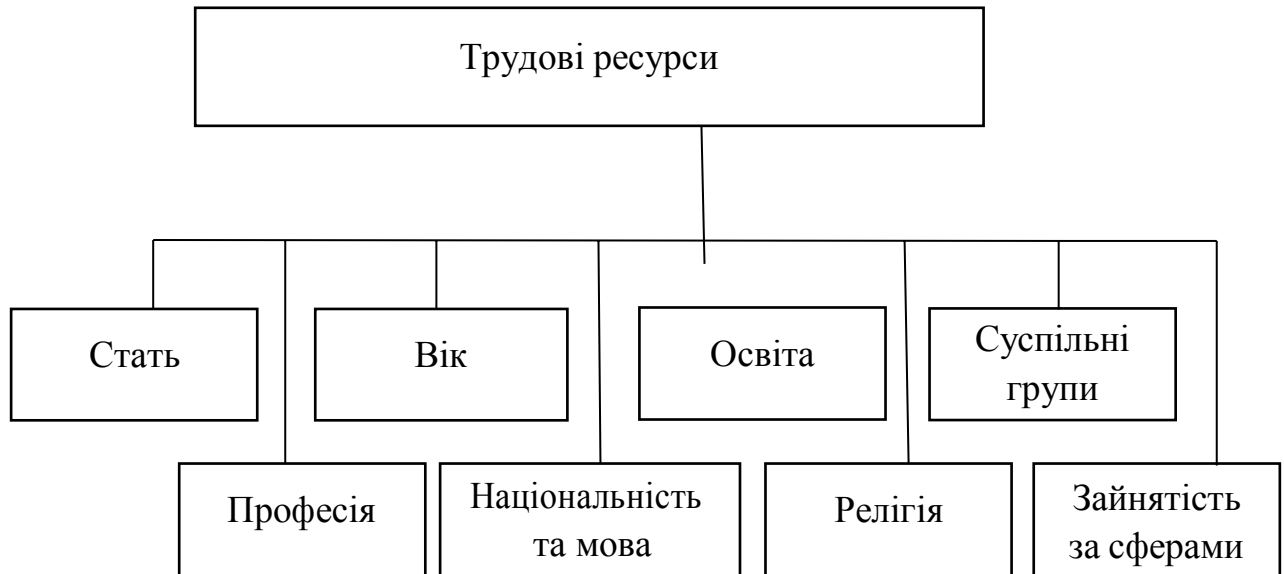 Трудові ресурси
Стать
Вік
Освіта
Суспільні
групи
Професія
Національність
та мова
Релігія
Зайнятість
за сферами